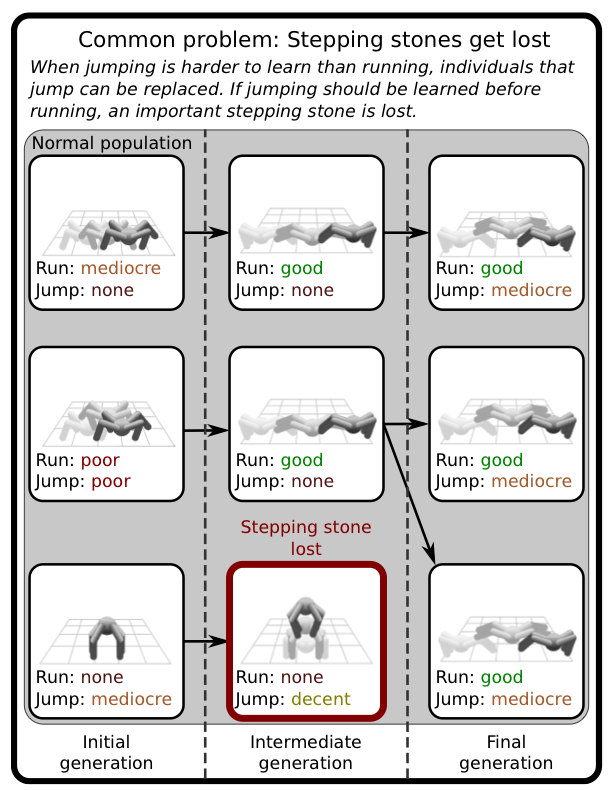 Common problem: Stepping stones get lost
When jumping is harder to learn than running, individuals that
jump can be replaced. If jumping should be learned before
running, an important stepping stone is lost.
Normal population
Run: mediocre
Jump: none
Run: good
Jump: none
Run: good
Jump: mediocre
Run: poor
Jump: poor
Run: good
Jump: none
Run: good
Jump: mediocre
Stepping stone
lost
Run: none
Jump: mediocre
Run: none
Jump: decent
Run: good
Jump: mediocre
Initial
generation
Intermediate
generation
Final
generation